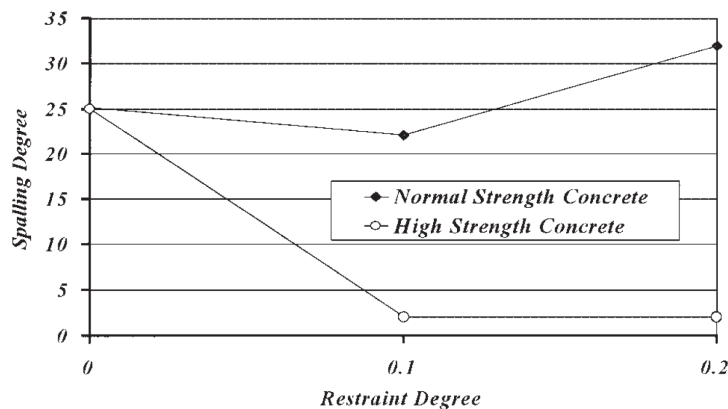 35
30
25
20
15
10
5
0
Spalling Degree
Normal Strength Concrete
High Strength Concrete
0 0.1 0.2
Restraint Degree